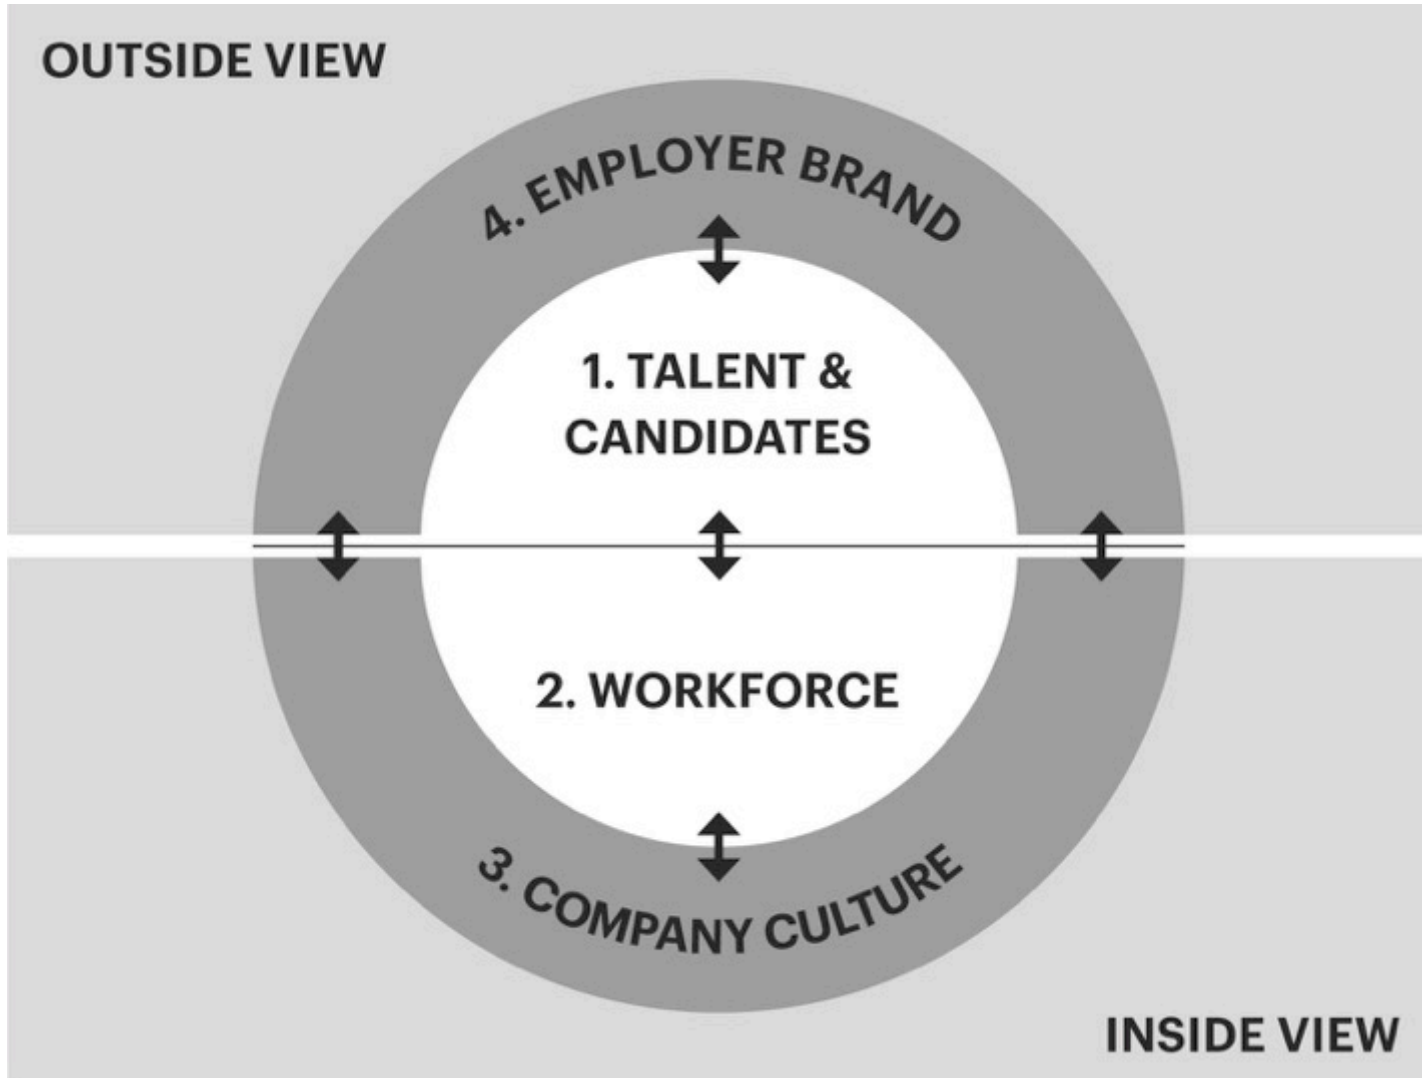 OUTSIDE VIEW
4. EMPLOYER BRAND
1. TALENT &
CANDIDATES
2. WORKFORCE
3. COMPANY CULTURE
INSIDE VIEW